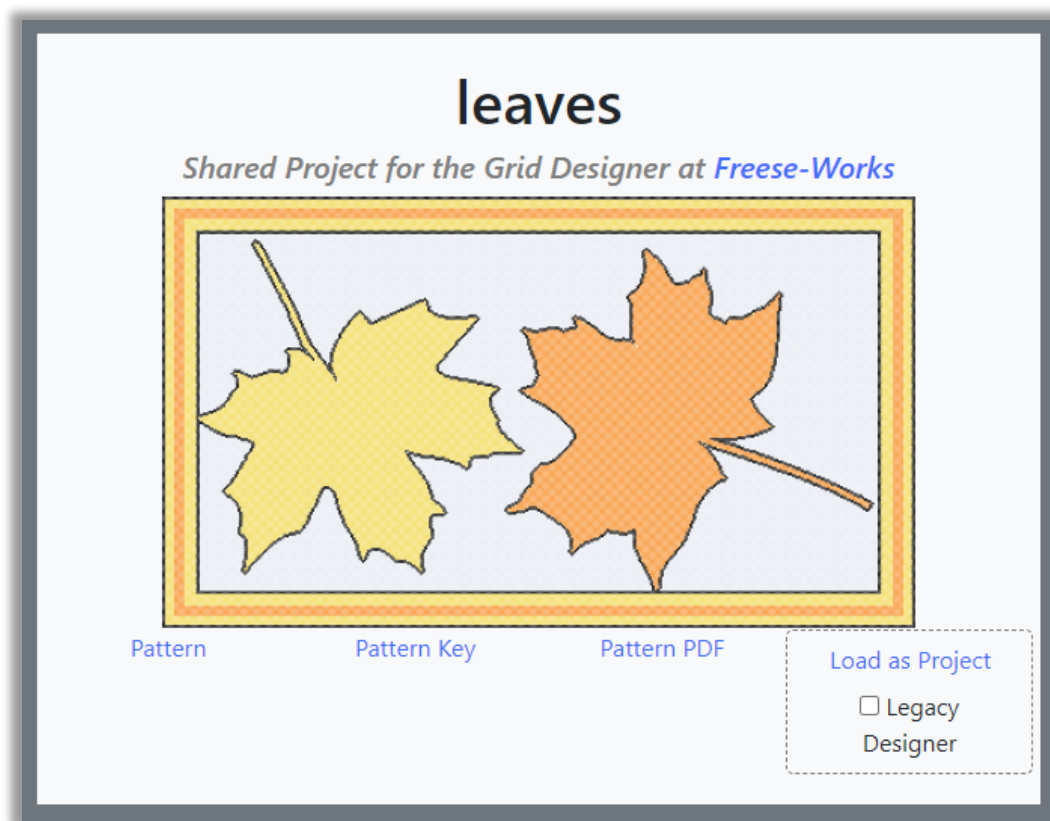 leaves
Shared Project for the Grid Designer at Freese-Works
Pattern
Pattern Key
Pattern PDF
Load as Project
Legacy
Designer